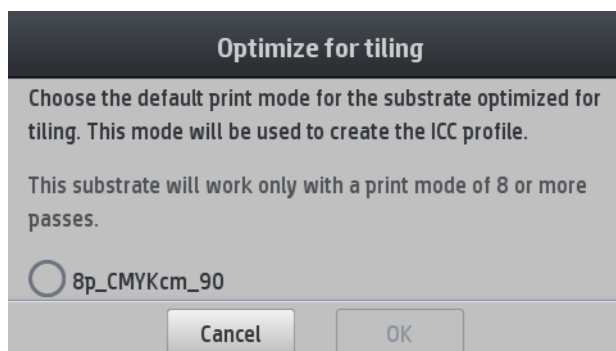 Optimize for tiling
Choose the default print mode for the substrate optimized for
tiling. This mode will be used to create the ICC profile.
This substrate will work only with a print mode of 8 or more
passes.
8p_CMYKcm_90
Cancel OK